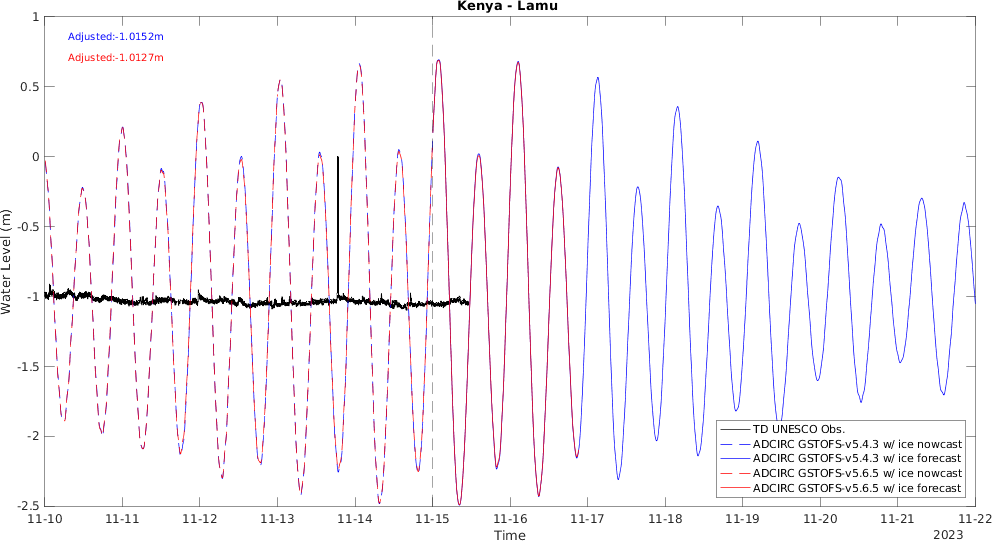 Kenya - Lamu
Adjusted:-1.0152m
Adjusted:-1.0127m
Water Level (m)
1
0.5
0
-0.5
-1
-1.5
-2
-2.5
TD UNESCO Obs.
ADCIRC GSTOFS-v5.4.3 w/ ice nowcast
ADCIRC GSTOFS-v5.4.3 w/ ice forecast
ADCIRC GSTOFS-v5.6.5 w/ ice nowcast
ADCIRC GSTOFS-v5.6.5 w/ ice forecast
11-10 11-11 11-12 11-13 11-14 11-15 11-16 11-17 11-18 11-19 11-20 11-21 11-22
Time
2023